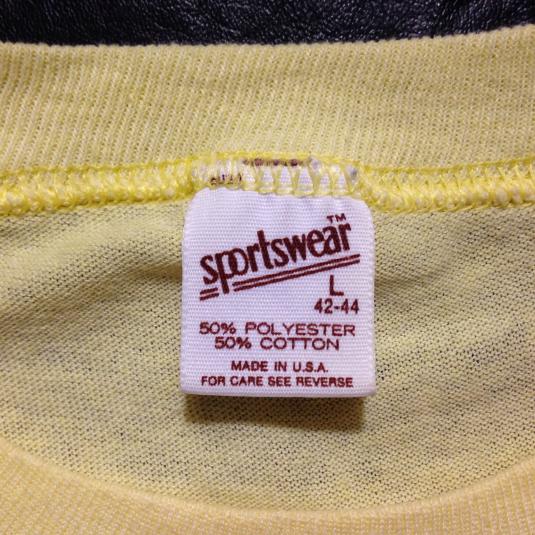 sportswear™
L
42-44
50% POLYESTER
50% COTTON
MADE IN U.S.A.
FOR CARE SEE REVERSE